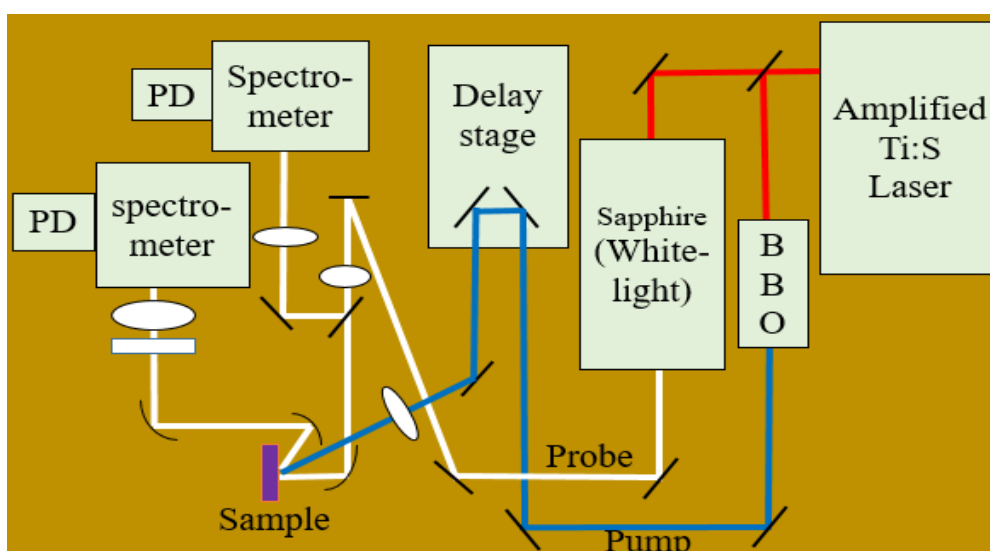 PD
Spectro-
meter
Delay
stage
Amplified
Ti:S
Laser
PD
spectro-
meter
Sapphire
(White-
light)
B
B
O
Probe
Sample
Pump